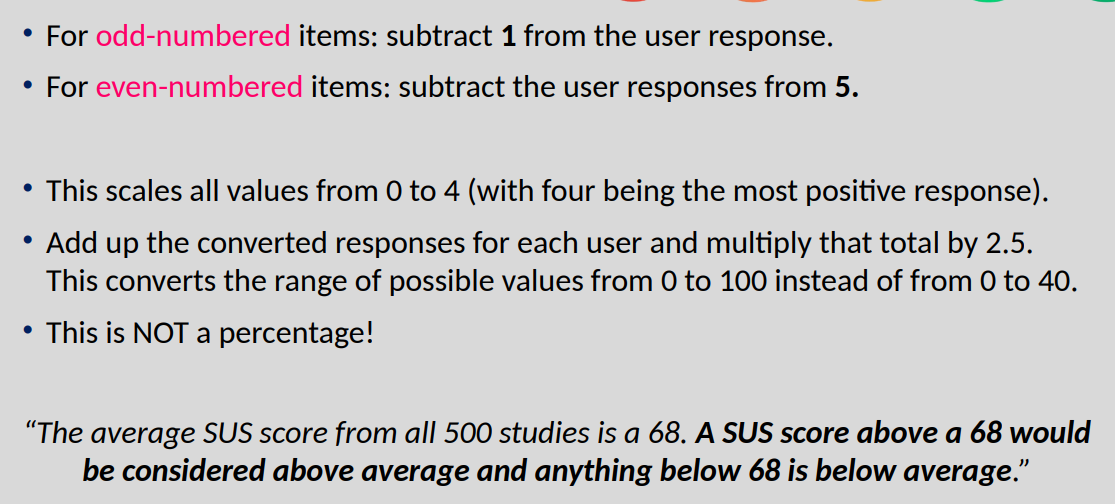 • For odd-numbered items: subtract 1 from the user response.
• For even-numbered items: subtract the user responses from 5.
• This scales all values from 0 to 4 (with four being the most positive response).
• Add up the converted responses for each user and multiply that total by 2.5.
This converts the range of possible values from 0 to 100 instead of from 0 to 40.
• This is NOT a percentage!
“The average SUS score from all 500 studies is a 68. A SUS score above a 68 would
be considered above average and anything below 68 is below average.”